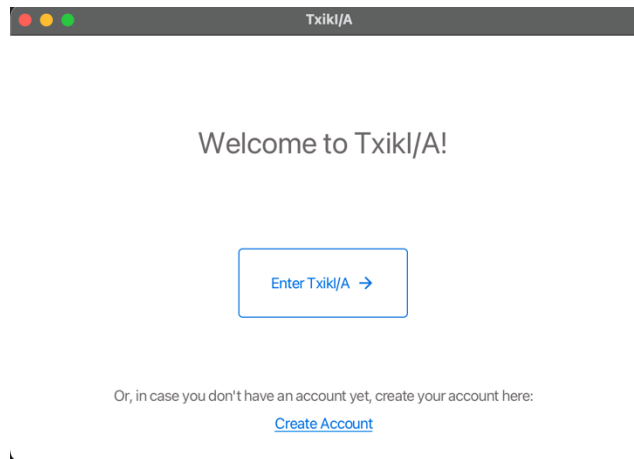 TxikI/A
Welcome to TxikI/A!
Enter TxikI/A →
Or, in case you don't have an account yet, create your account here:
Create Account